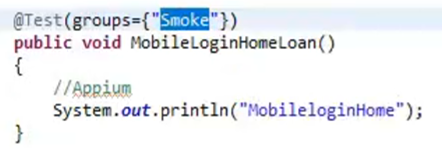 @Test(groups={"Smoke"})
public void MobileLoginHomeLoan()
{
//Appium
System.out.println("MobileloginHome");
}